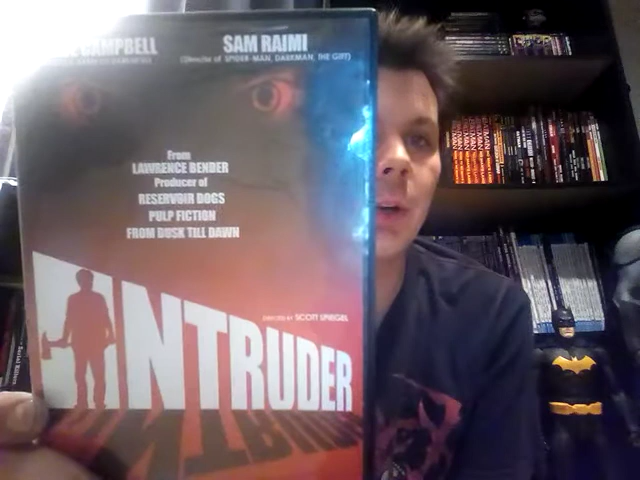 CAMPBELL
SAM RAIMI
(Director of SPIDER-MAN, DARKMAN, THE GIFT)
From
LAWRENCE BENDER
Producer of
RESERVOIR DOGS
PULP FICTION
FROM DUSK TILL DAWN
DIRECTED BY SCOTT SPIEGEL
INTRUDER